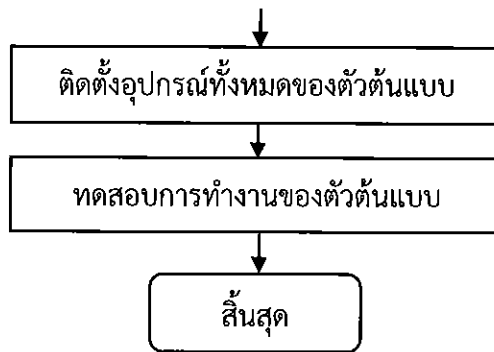 ติดตั้งอุปกรณ์ทั้งหมดของตัวต้นแบบ
ทดสอบการทำงานของตัวต้นแบบ
สิ้นสุด